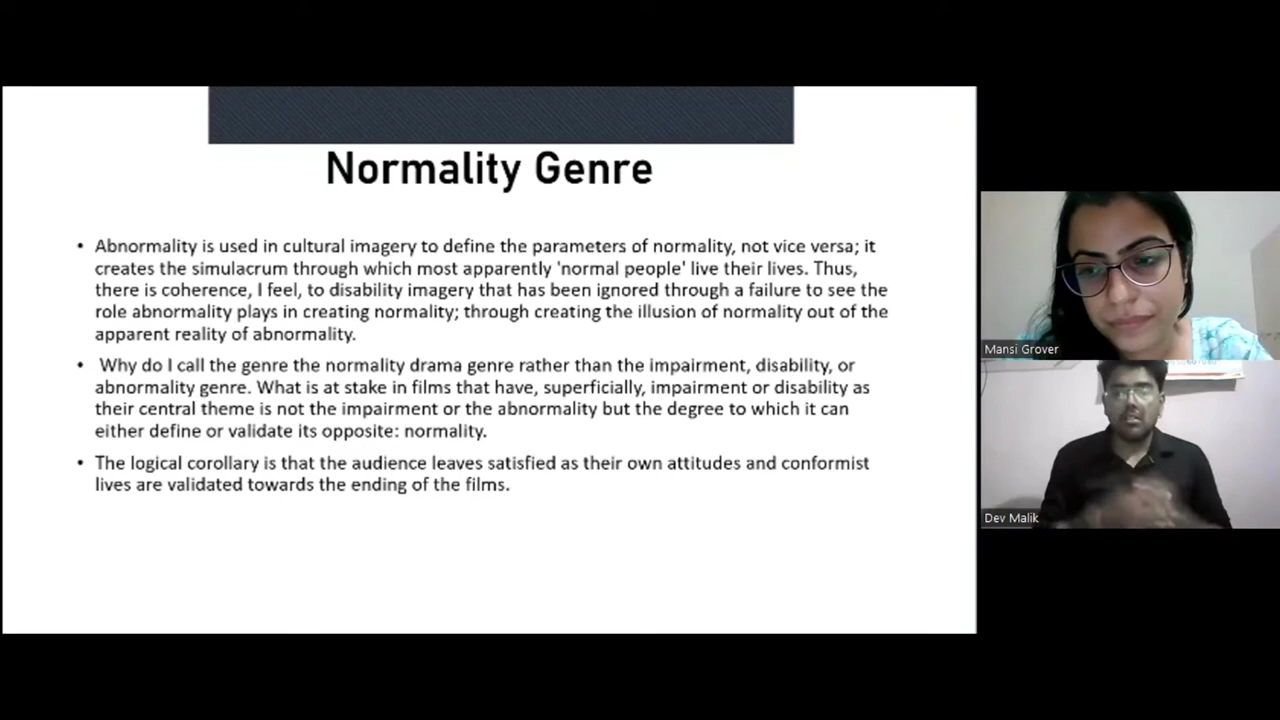 Normality Genre
• Abnormality is used in cultural imagery to define the parameters of normality, not vice versa; it
creates the simulacrum through which most apparently 'normal people' live their lives. Thus,
there is coherence, I feel, to disability imagery that has been ignored through a failure to see the
role abnormality plays in creating normality; through creating the illusion of normality out of the
apparent reality of abnormality.
• Why do I call the genre the normality drama genre rather than the impairment, disability, or
abnormality genre. What is at stake in films that have, superficially, impairment or disability as
their central theme is not the impairment or the abnormality but the degree to which it can
either define or validate its opposite: normality.
• The logical corollary is that the audience leaves satisfied as their own attitudes and conformist
lives are validated towards the ending of the films.
Mansi Grover
Dev Malik